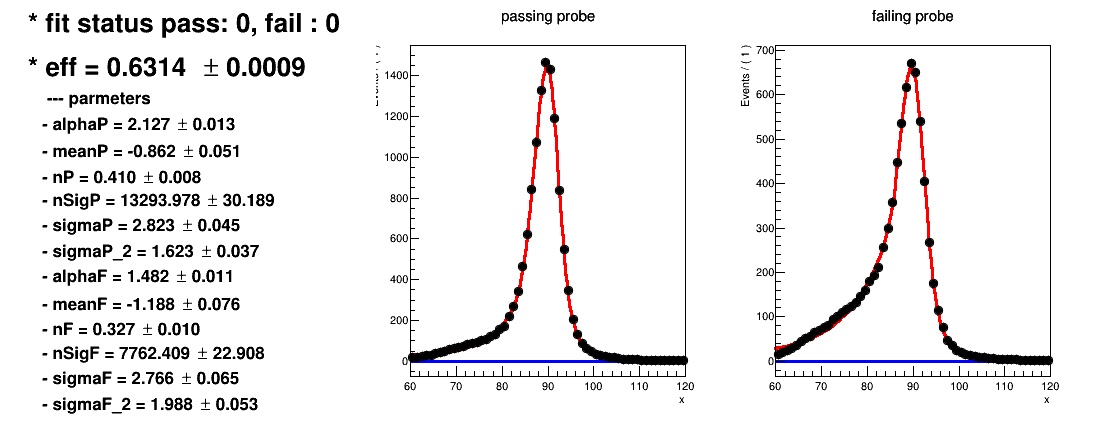 * fit status pass: 0, fail : 0
* eff = 0.6314 ± 0.0009
--- parmeters
- alphaP = 2.127 ± 0.013
- meanP = -0.862 ± 0.051
- nP = 0.410 ± 0.008
- nSigP = 13293.978 ± 30.189
- sigmaP = 2.823 ± 0.045
- sigmaP_2 = 1.623 ± 0.037
- alphaF = 1.482 ± 0.011
- meanF = -1.188 ± 0.076
- nF = 0.327 ± 0.010
- nSigF = 7762.409 ± 22.908
- sigmaF = 2.766 ± 0.065
- sigmaF_2 = 1.988 ± 0.053
passing probe
1400
1200
1000
800
600
400
200
0
60 70 80 90 100 110 120
x
failing probe
Events / ( 1 )
700
600
500
400
300
200
100
0
60 70 80 90 100 110 120
x